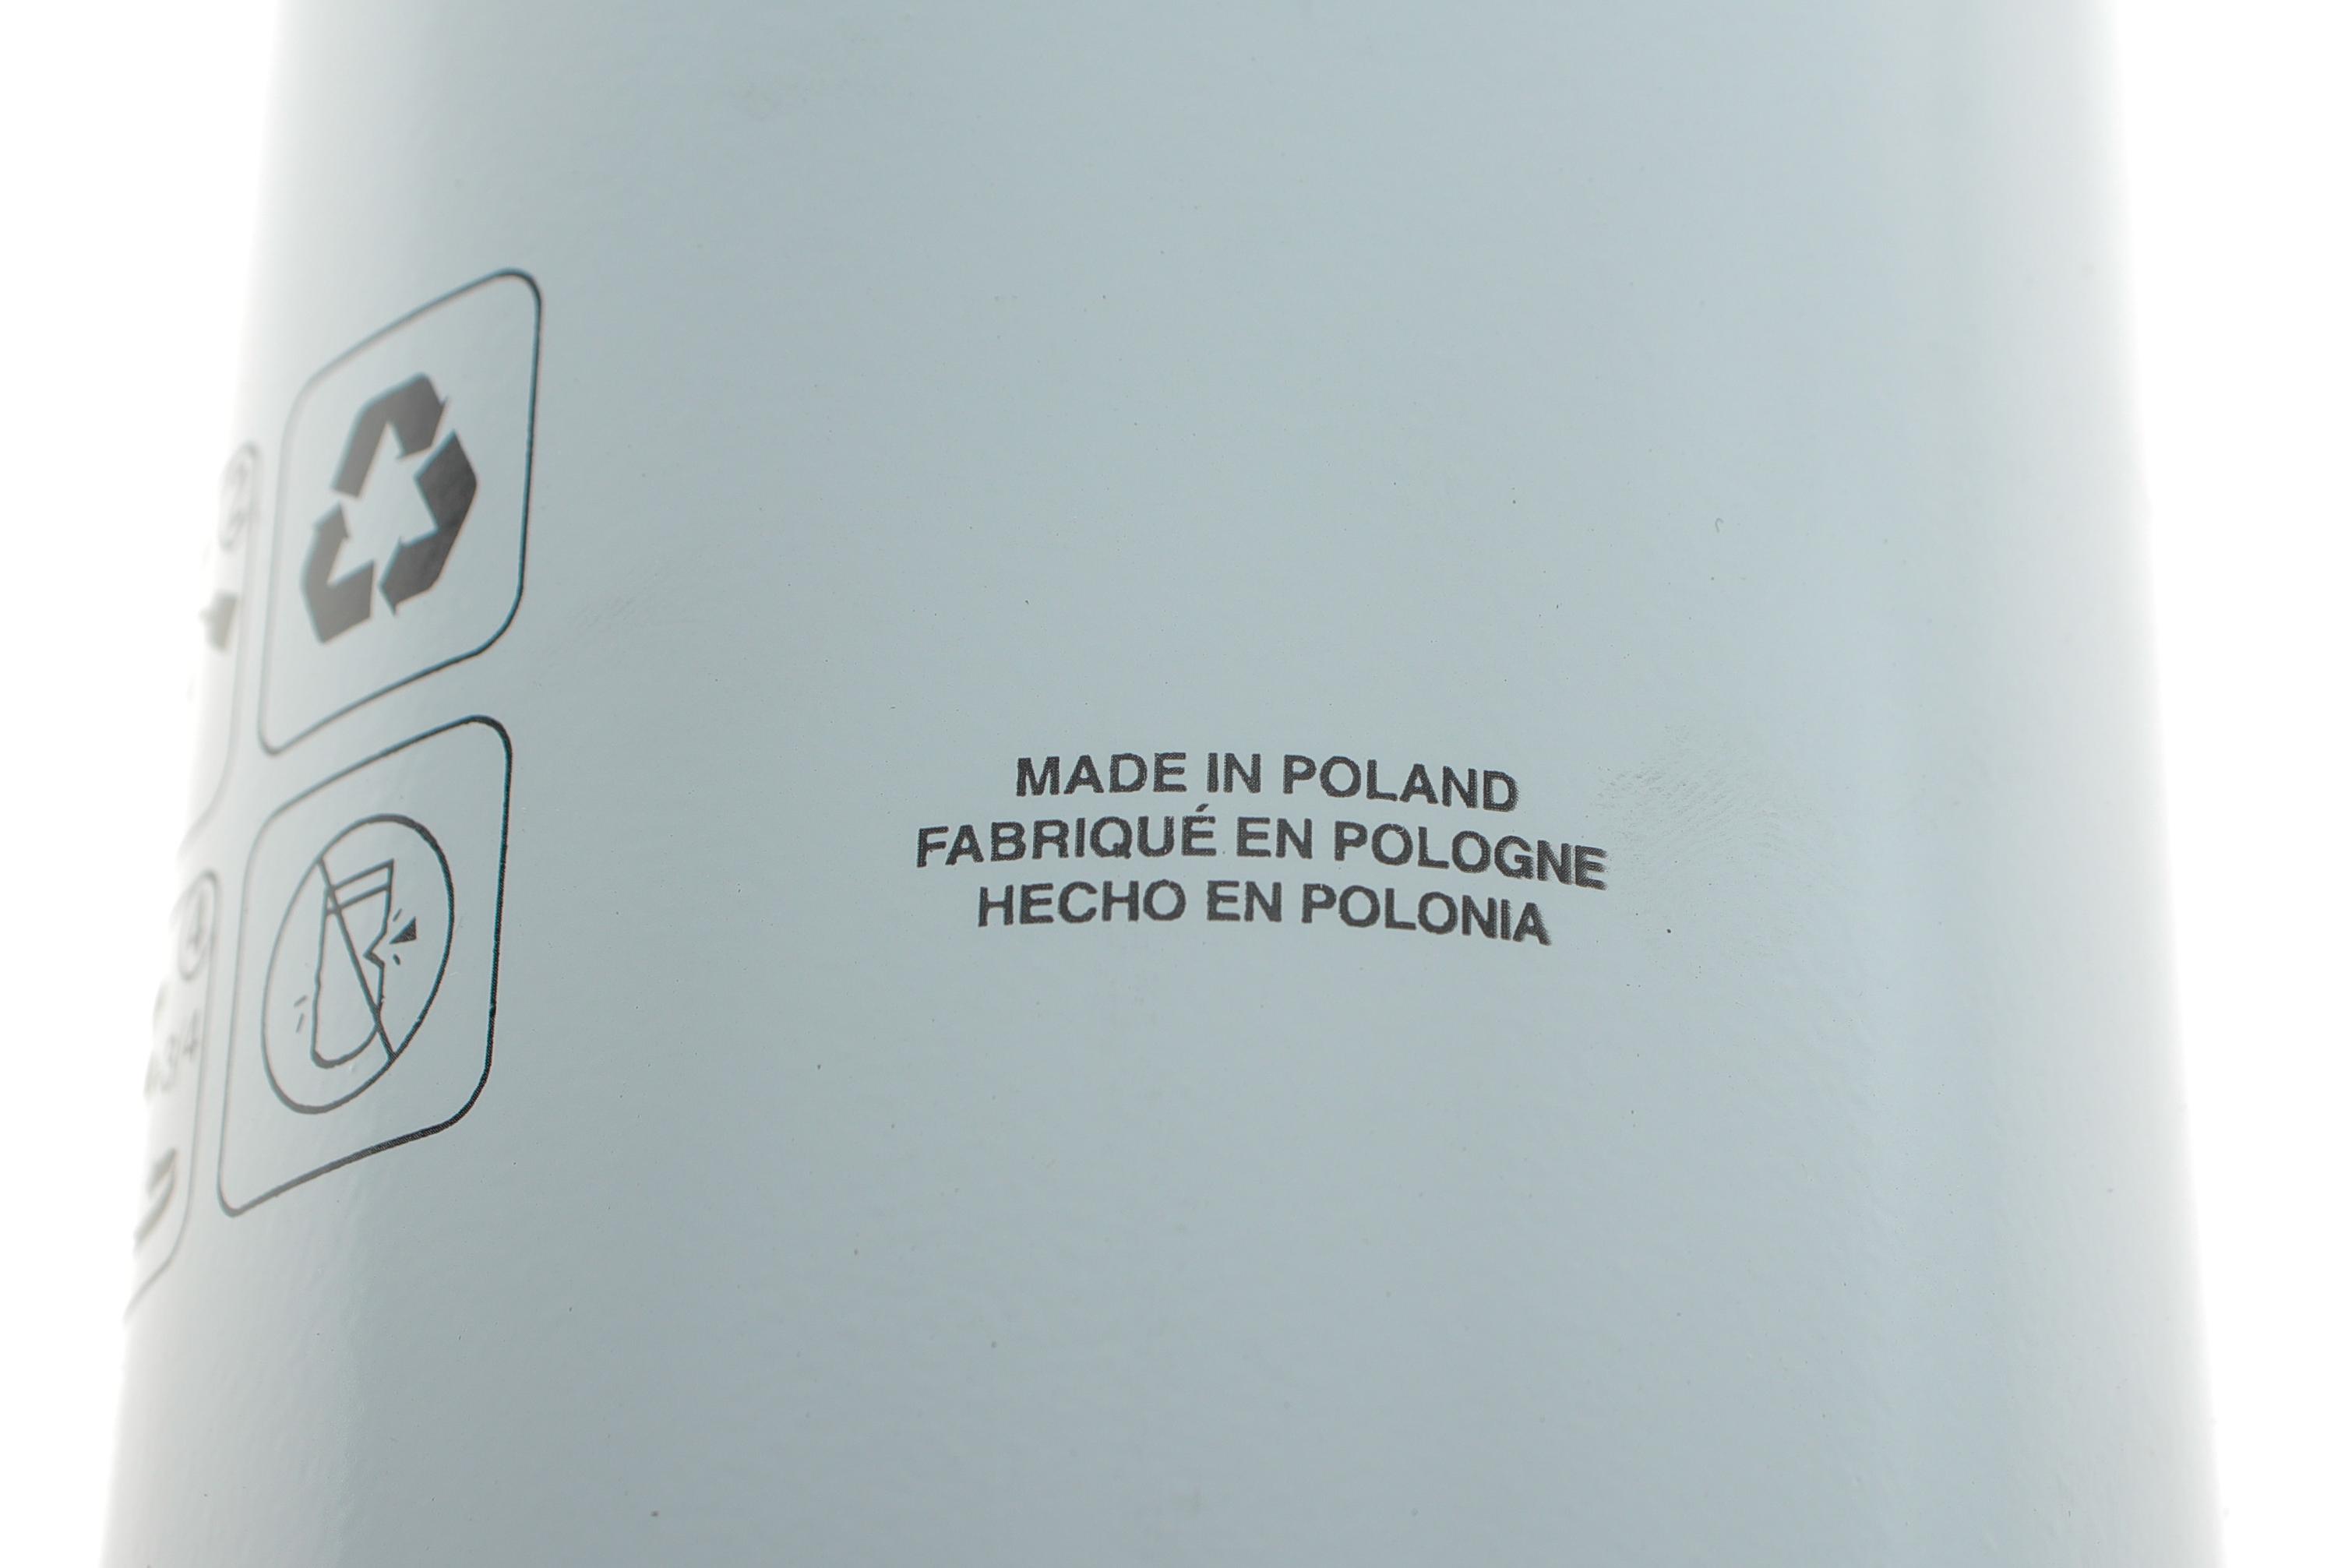 MADE IN POLAND
FABRIQUÉ EN POLOGNE
HECHO EN POLONIA